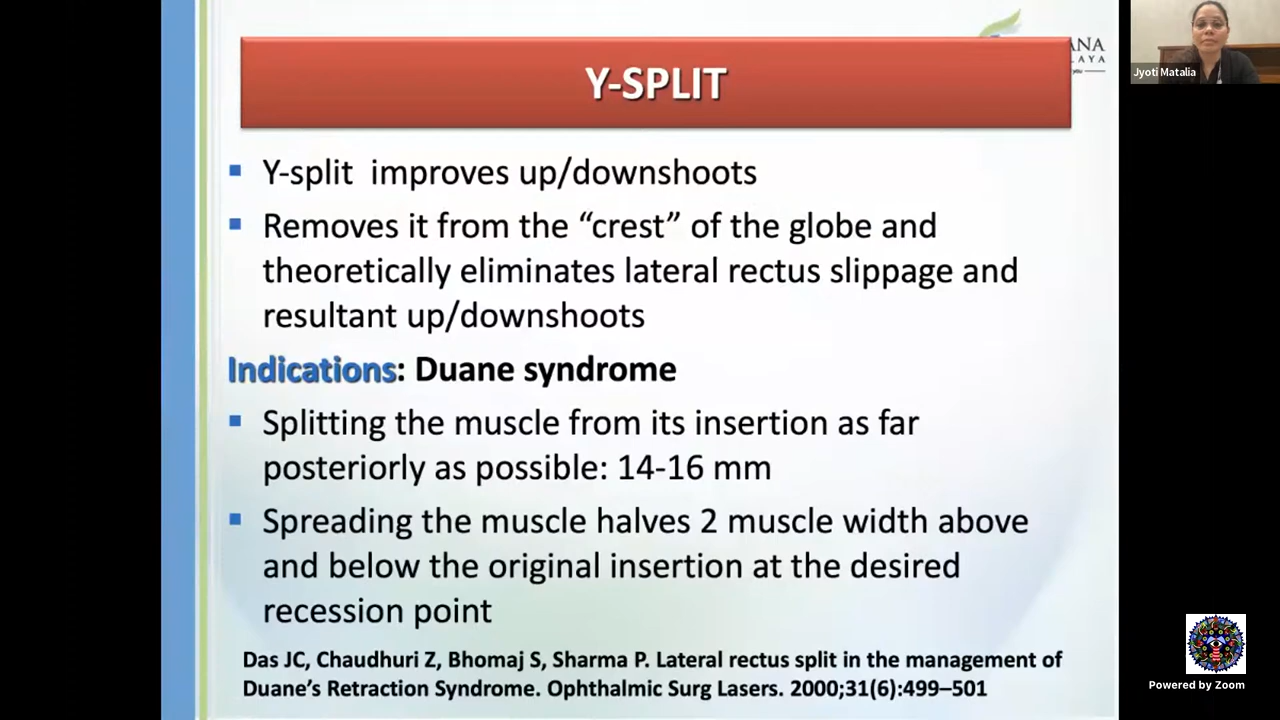 Y-SPLIT
ANA
LAYA
Jyoti Matalia
Y-split improves up/downshoots
Removes it from the “crest” of the globe and
theoretically eliminates lateral rectus slippage and
resultant up/downshoots
Indications: Duane syndrome
Splitting the muscle from its insertion as far
posteriorly as possible: 14-16 mm
Spreading the muscle halves 2 muscle width above
and below the original insertion at the desired
recession point
Das JC, Chaudhuri Z, Bhomaj S, Sharma P. Lateral rectus split in the management of
Duane’s Retraction Syndrome. Ophthalmic Surg Lasers. 2000;31(6):499–501
Powered by Zoom